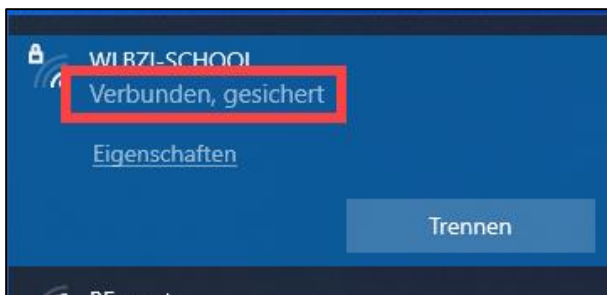 WLBZI-SCHOOL
Verbunden, gesichert
Eigenschaften
Trennen